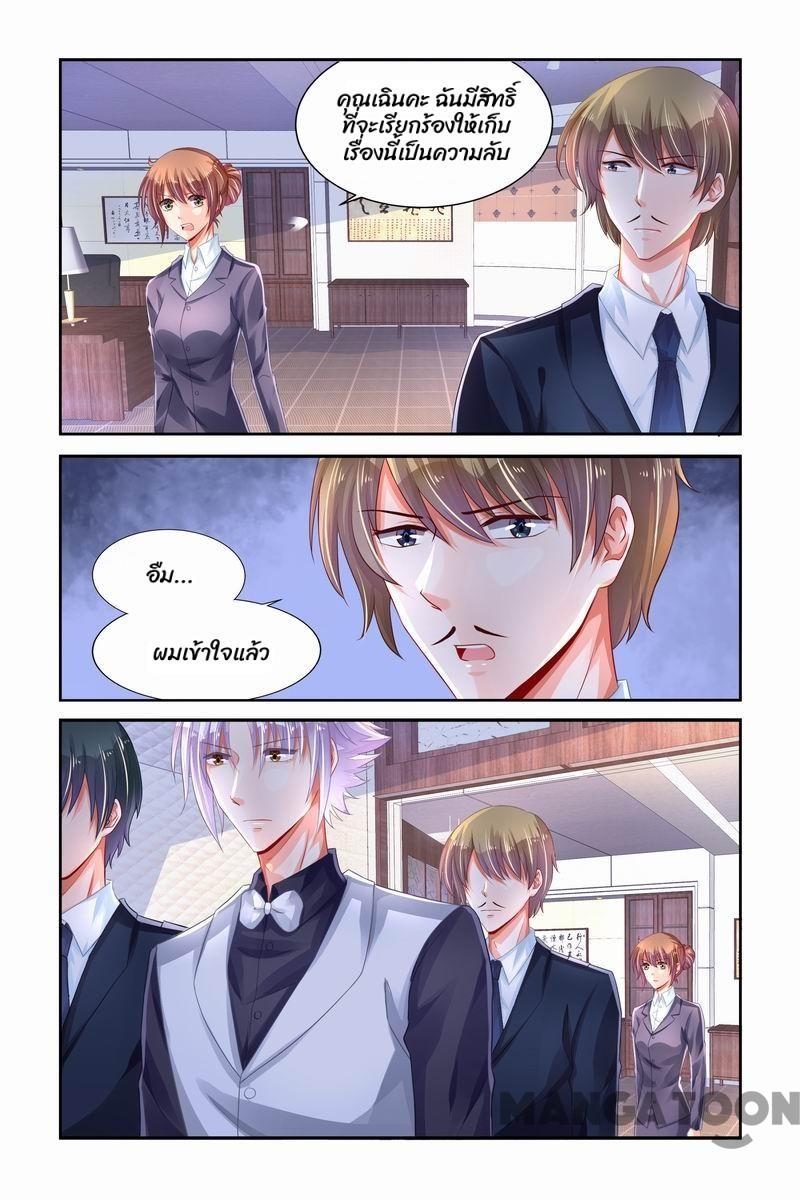 คุณเฉินคะ ฉันมีสิทธิ์
ที่จะเรียกร้องให้เก็บ
เรื่องนี้เป็นความลับ
อืม...
ผมเข้าใจแล้ว
MANGATOON